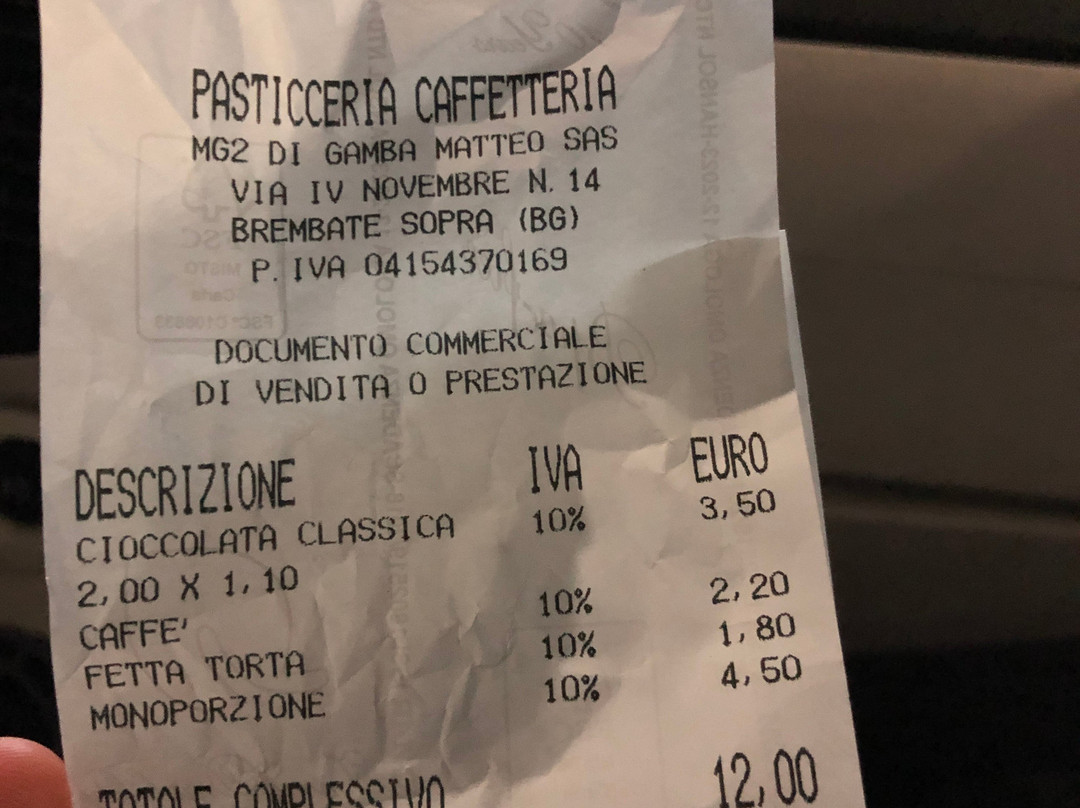 PASTICCERIA CAFFETTERIA
MG2 DI GAMBA MATTEO SAS
VIA IV NOVEMBRE N. 14
BREMBATE SOPRA (BG)
P. IVA 04154370169
DOCUMENTO COMMERCIALE
DI VENDITA O PRESTAZIONE
DESCRIZIONE IVA EURO
CIOCCOLATA CLASSICA 10% 3,50
2,00 X 1,10
CAFFE' 10% 2,20
FETTA TORTA 10% 1,80
MONOPORZIONE 10% 4,50
TOTALE COMPLESSIVO 12,00